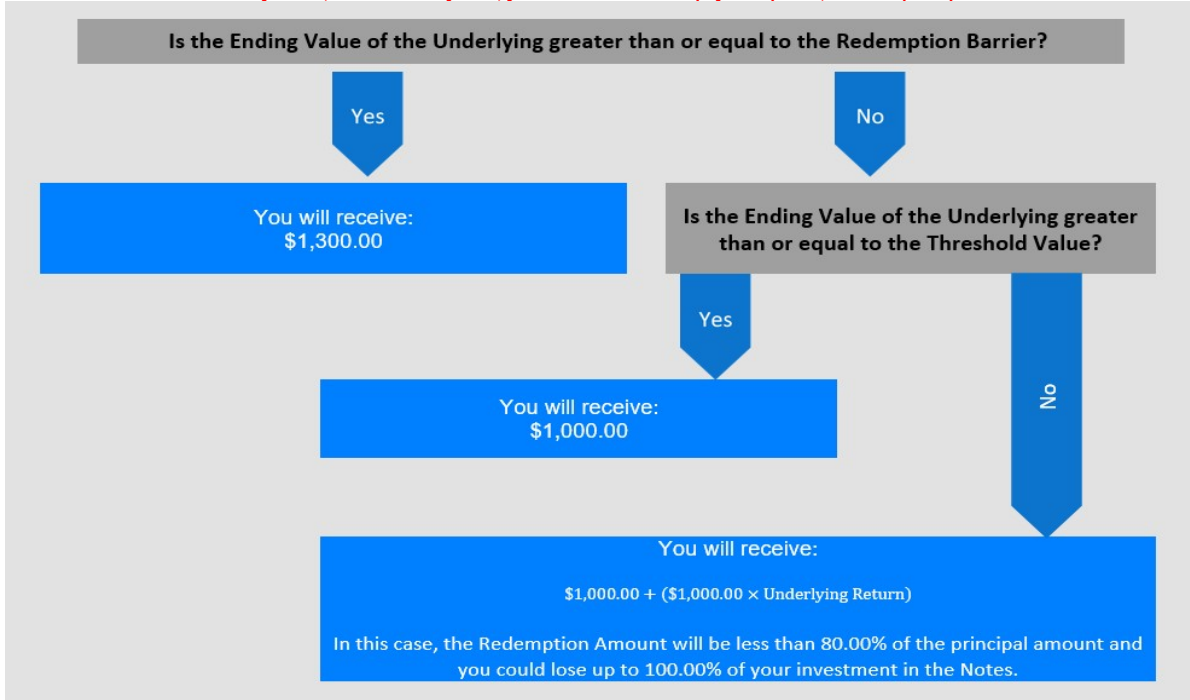 Is the Ending Value of the Underlying greater than or equal to the Redemption Barrier?
Yes
No
You will receive:
$1,300.00
Is the Ending Value of the Underlying greater
than or equal to the Threshold Value?
Yes
No
You will receive:
$1,000.00
You will receive:
$1,000.00 + ($1,000.00 × Underlying Return)
In this case, the Redemption Amount will be less than 80.00% of the principal amount and
you could lose up to 100.00% of your investment in the Notes.